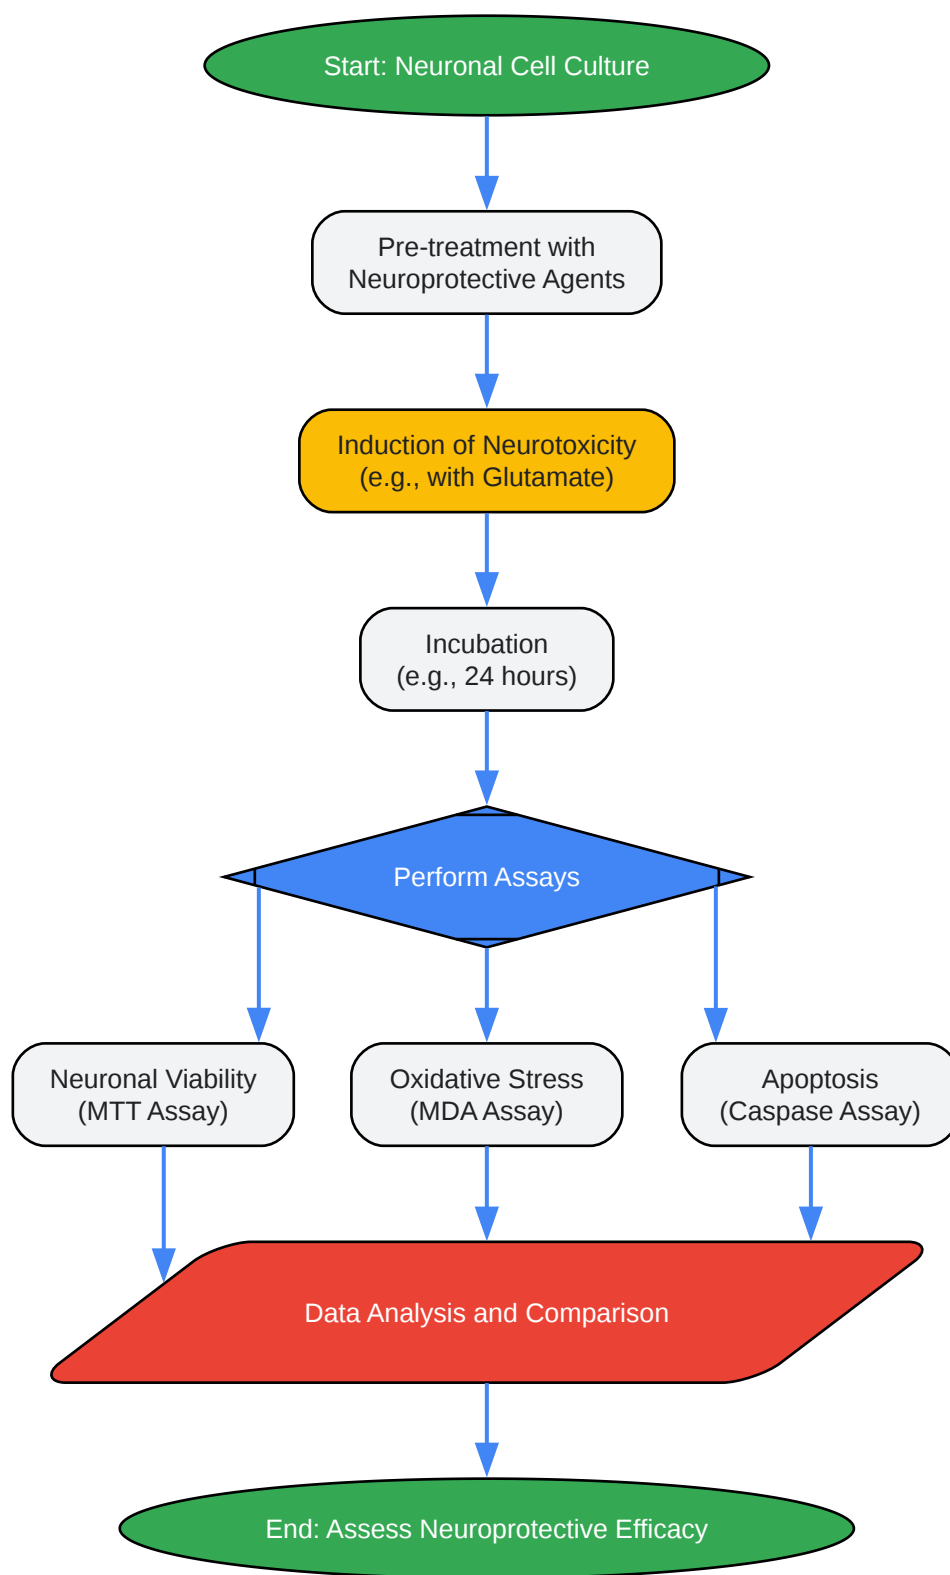 Start: Neuronal Cell Culture
Pre-treatment with
Neuroprotective Agents
Induction of Neurotoxicity
(e.g., with Glutamate)
Incubation
(e.g., 24 hours)
Perform Assays
Neuronal Viability
(MTT Assay)
Oxidative Stress
(MDA Assay)
Apoptosis
(Caspase Assay)
Data Analysis and Comparison
End: Assess Neuroprotective Efficacy